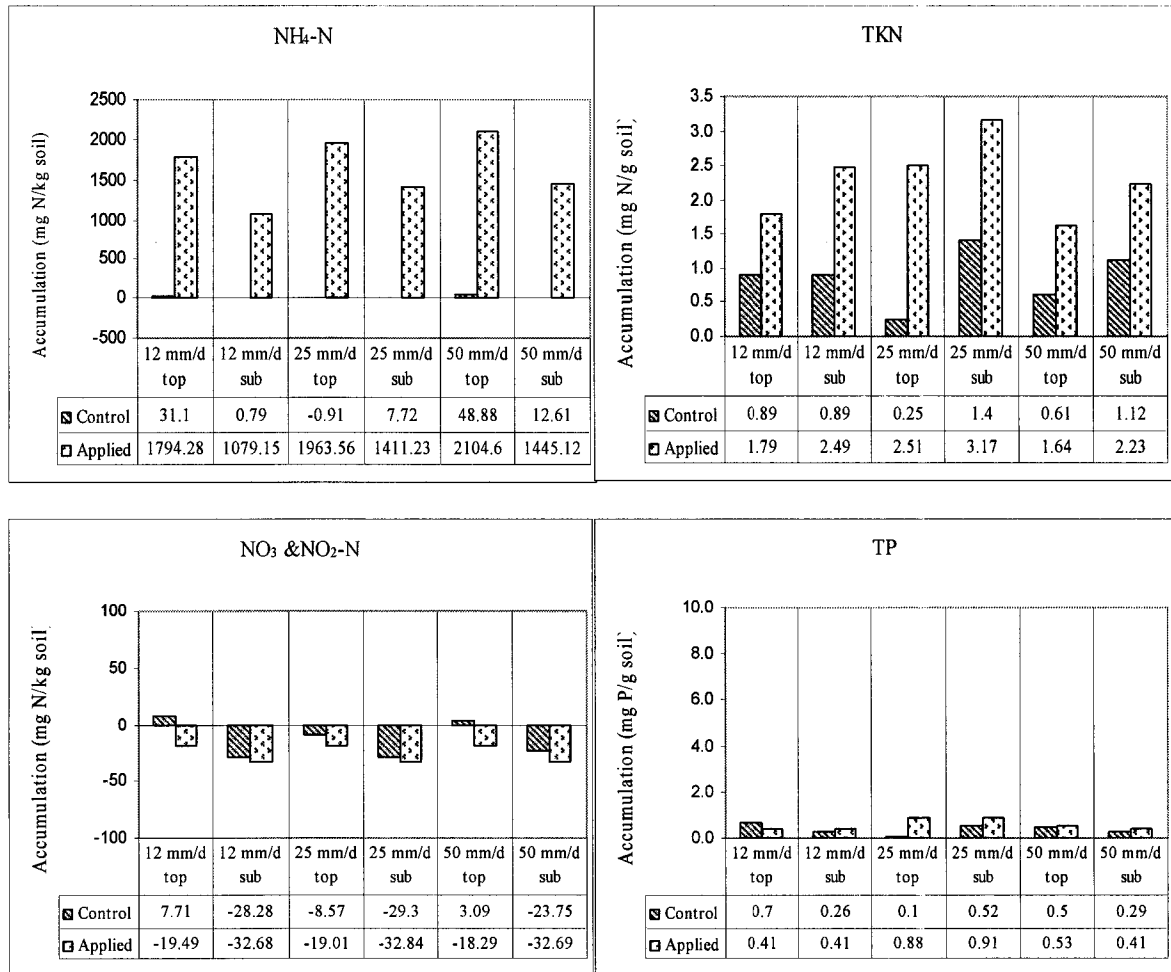 NH₄-N
Accumulation (mg N/kg soil)
2500
2000
1500
1000
500
0
-500
12 mm/d top 12 mm/d sub 25 mm/d top 25 mm/d sub 50 mm/d top 50 mm/d sub
Control 31.1 0.79 -0.91 7.72 48.88 12.61
Applied 1794.28 1079.15 1963.56 1411.23 2104.6 1445.12
TKN
Accumulation (mg N/g soil)
3.5
3.0
2.5
2.0
1.5
1.0
0.5
0.0
12 mm/d top 12 mm/d sub 25 mm/d top 25 mm/d sub 50 mm/d top 50 mm/d sub
Control 0.89 0.89 0.25 1.4 0.61 1.12
Applied 1.79 2.49 2.51 3.17 1.64 2.23
NO₃ &NO₂-N
Accumulation (mg N/kg soil)
100
50
0
-50
-100
12 mm/d top 12 mm/d sub 25 mm/d top 25 mm/d sub 50 mm/d top 50 mm/d sub
Control 7.71 -28.28 -8.57 -29.3 3.09 -23.75
Applied -19.49 -32.68 -19.01 -32.84 -18.29 -32.69
TP
Accumulation (mg P/g soil)
10.0
8.0
6.0
4.0
2.0
0.0
12 mm/d top 12 mm/d sub 25 mm/d top 25 mm/d sub 50 mm/d top 50 mm/d sub
Control 0.7 0.26 0.1 0.52 0.5 0.29
Applied 0.41 0.41 0.88 0.91 0.53 0.41